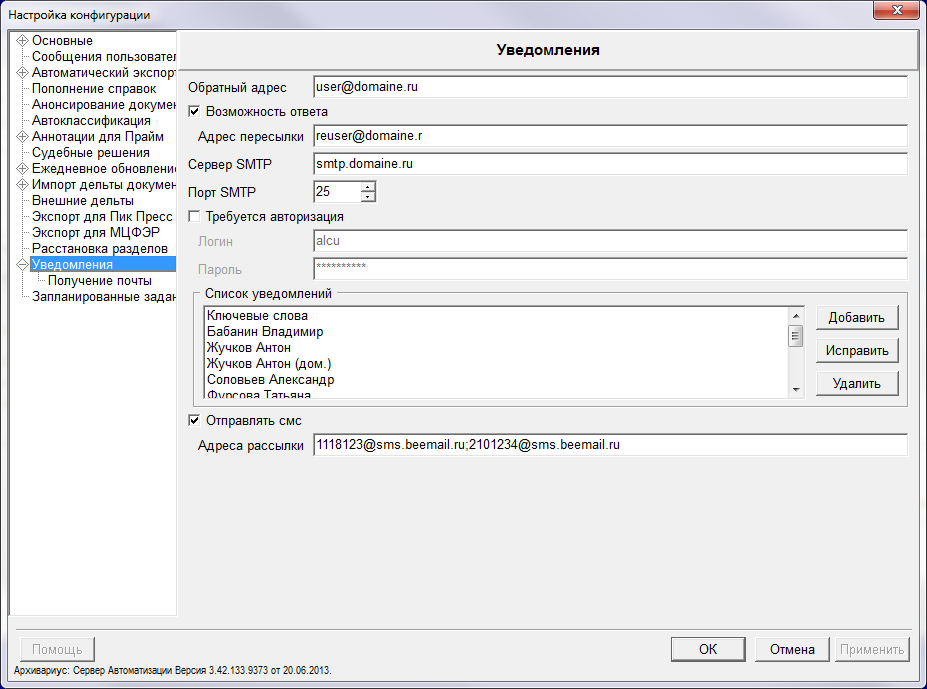 Настройка конфигурации
Основные
Сообщения пользовател
Автоматический экспорт
Пополнение справок
Анонсирование докумен
Автоклассификация
Аннотации для Прайм
Судебные решения
Ежедневное обновлени
Импорт дельты докумен
Внешние дельты
Экспорт для Пик Пресс
Экспорт для МЦФЭР
Расстановка разделов
Уведомления
Получение почты
Запланированные задан
Уведомления
Обратный адрес user@domaine.ru
Возможность ответа
Адрес пересылки reuser@domaine.r
Сервер SMTP smtp.domaine.ru
Порт SMTP 25
Требуется авторизация
Логин alcu
Пароль **********
Список уведомлений
Ключевые слова
Бабанин Владимир
Жучков Антон
Жучков Антон (дом.)
Соловьев Александр
Фурсова Татьяна
Добавить
Исправить
Удалить
Отправлять смс
Адреса рассылки 1118123@sms.beemail.ru;2101234@sms.beemail.ru
Помощь OK Отмена Применить
Архивариус: Сервер Автоматизации Версия 3.42.133.9373 от 20.06.2013.